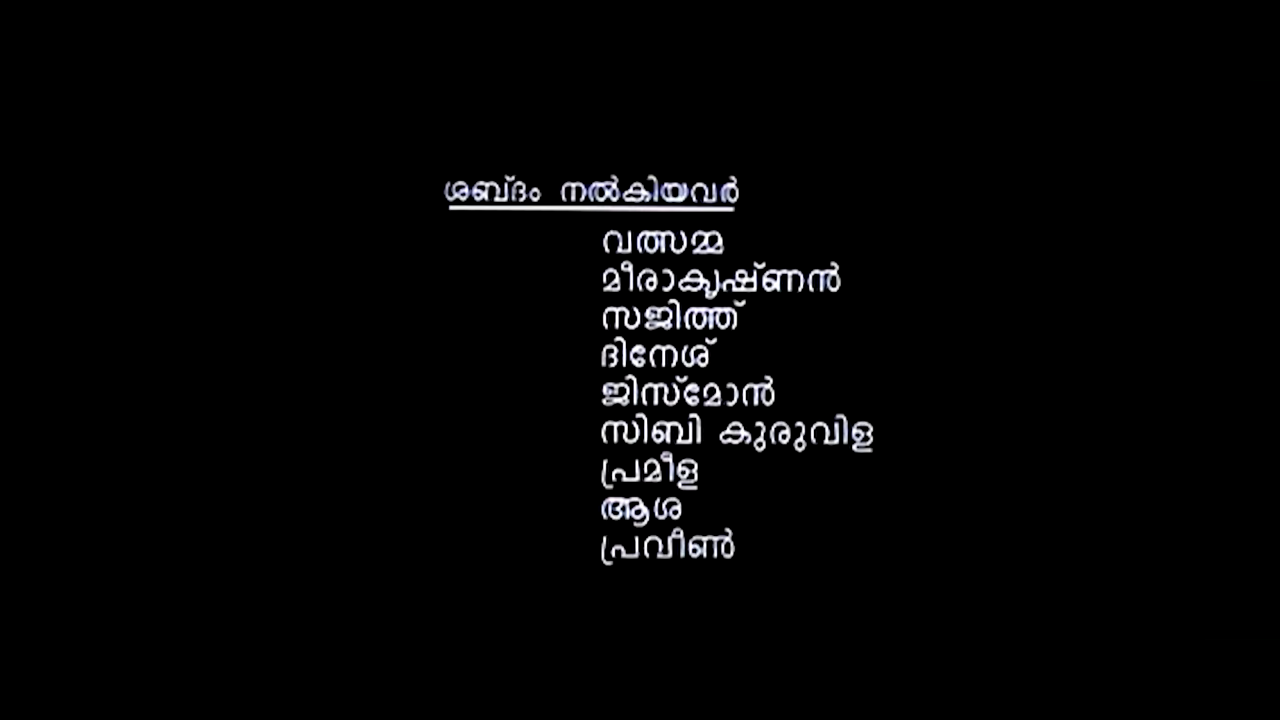 ശബ്ദം നൽകിയവർ
വത്സമ്മ
മീരാകൃഷ്ണൻ
സജിത്ത്
ദിനേശ്
ജിസ്മോൻ
സിബി കുരുവിള
പ്രമീള
ആശ
പ്രവീൺ